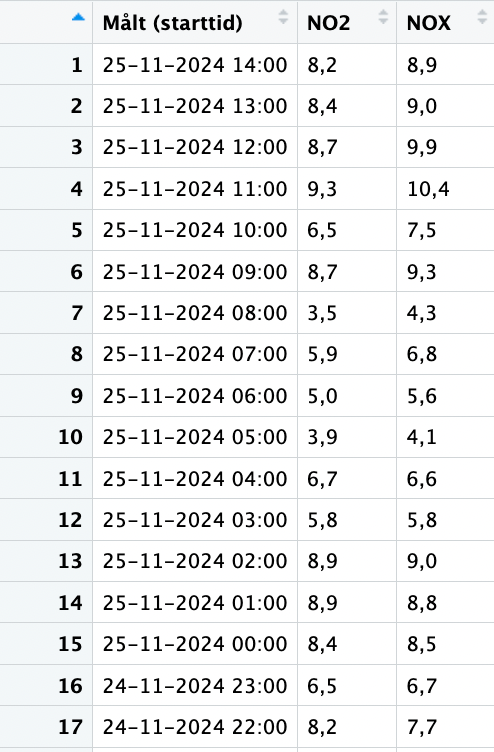 Målt (starttid) NO2 NOX
1 25-11-2024 14:00 8,2 8,9
2 25-11-2024 13:00 8,4 9,0
3 25-11-2024 12:00 8,7 9,9
4 25-11-2024 11:00 9,3 10,4
5 25-11-2024 10:00 6,5 7,5
6 25-11-2024 09:00 8,7 9,3
7 25-11-2024 08:00 3,5 4,3
8 25-11-2024 07:00 5,9 6,8
9 25-11-2024 06:00 5,0 5,6
10 25-11-2024 05:00 3,9 4,1
11 25-11-2024 04:00 6,7 6,6
12 25-11-2024 03:00 5,8 5,8
13 25-11-2024 02:00 8,9 9,0
14 25-11-2024 01:00 8,9 8,8
15 25-11-2024 00:00 8,4 8,5
16 24-11-2024 23:00 6,5 6,7
17 24-11-2024 22:00 8,2 7,7